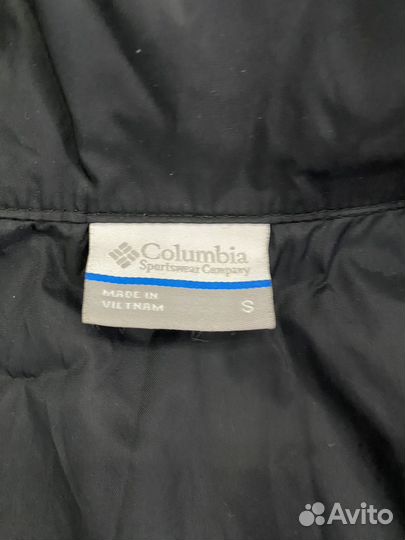 Columbia
Sportswear Company
MADE IN
VIETNAM
S
Avito